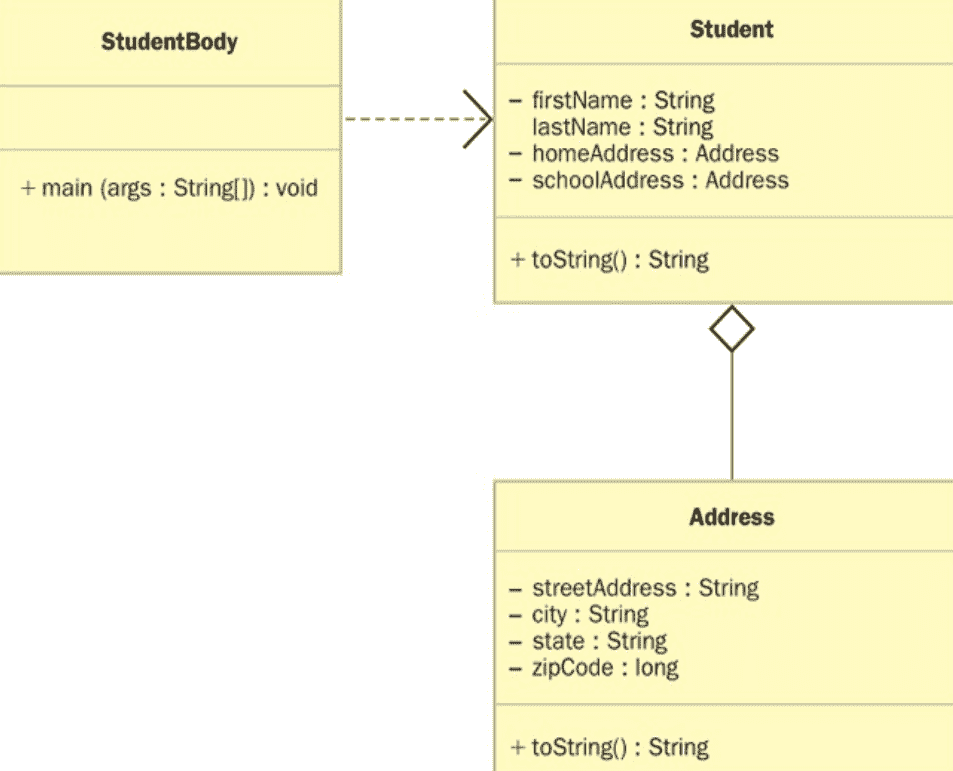 StudentBody
+ main (args : String[]) : void
Student
– firstName : String
lastName : String
– homeAddress : Address
– schoolAddress : Address
+ toString() : String
Address
– streetAddress : String
– city : String
– state : String
– zipCode : long
+ toString() : String